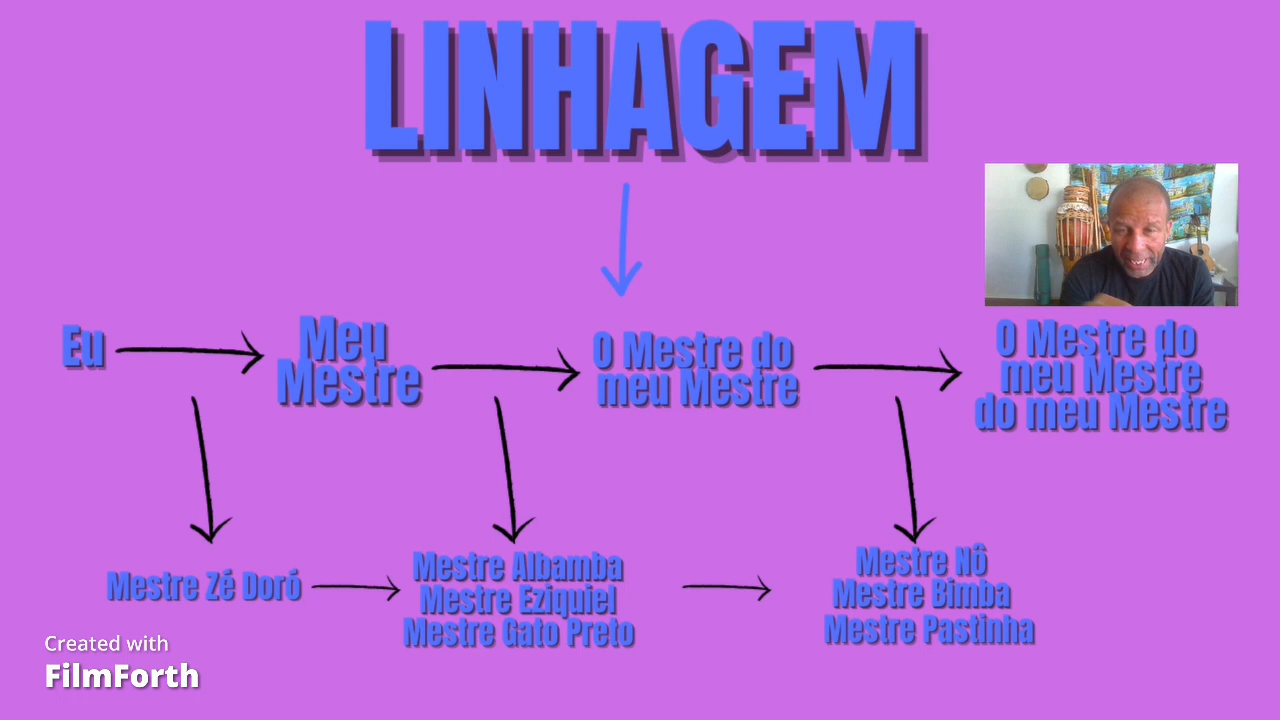 LINHAGEM
Eu
Meu
Mestre
O Mestre do
meu Mestre
O Mestre do
meu Mestre
do meu Mestre
Mestre Zé Doró
Mestre Albamba
Mestre Eziquiel
Mestre Gato Preto
Mestre Nô
Mestre Bimba
Mestre Pastinha
Created with
FilmForth